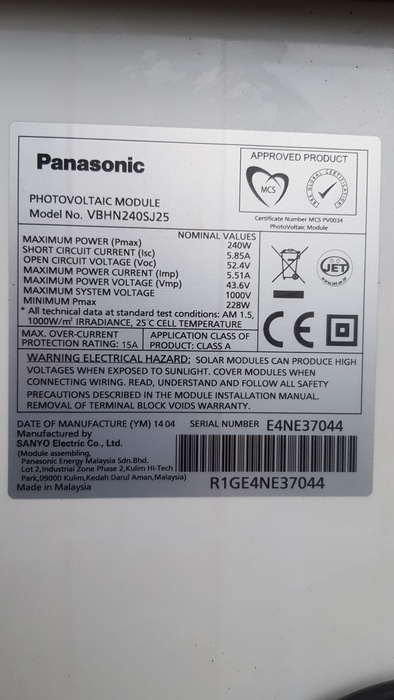 Panasonic
APPROVED PRODUCT
MCS
PHOTOVOLTAIC MODULE
Model No. VBHN240SJ25
Certificate Number MCS PV0034
PhotoVoltaic Module
NOMINAL VALUES
MAXIMUM POWER (Pmax) 240W
SHORT CIRCUIT CURRENT (Isc) 5.85A
OPEN CIRCUIT VOLTAGE (Voc) 52.4V
MAXIMUM POWER CURRENT (Imp) 5.51A
MAXIMUM POWER VOLTAGE (Vmp) 43.6V
MAXIMUM SYSTEM VOLTAGE 1000V
MINIMUM Pmax 228W
* All technical data at standard test conditions: AM 1.5,
1000W/m² IRRADIANCE, 25°C CELL TEMPERATURE
JET
CE
MAX. OVER-CURRENT
PROTECTION RATING: 15A
APPLICATION CLASS OF
PRODUCT: CLASS A
WARNING ELECTRICAL HAZARD: SOLAR MODULES CAN PRODUCE HIGH
VOLTAGES WHEN EXPOSED TO SUNLIGHT. COVER MODULES WHEN
CONNECTING WIRING. READ, UNDERSTAND AND FOLLOW ALL SAFETY
PRECAUTIONS DESCRIBED IN THE MODULE INSTALLATION MANUAL.
REMOVAL OF TERMINAL BLOCK VOIDS WARRANTY.
DATE OF MANUFACTURE (YM) 14 04 SERIAL NUMBER E4NE37044
Manufactured by
SANYO Electric Co., Ltd.
(Module assembling,
Panasonic Energy Malaysia Sdn.Bhd.
Lot 2,Industrial Zone Phase 2,Kulim Hi-Tech
Park,09000 Kulim,Kedah Darul Aman,Malaysia)
Made in Malaysia
R1GE4NE37044